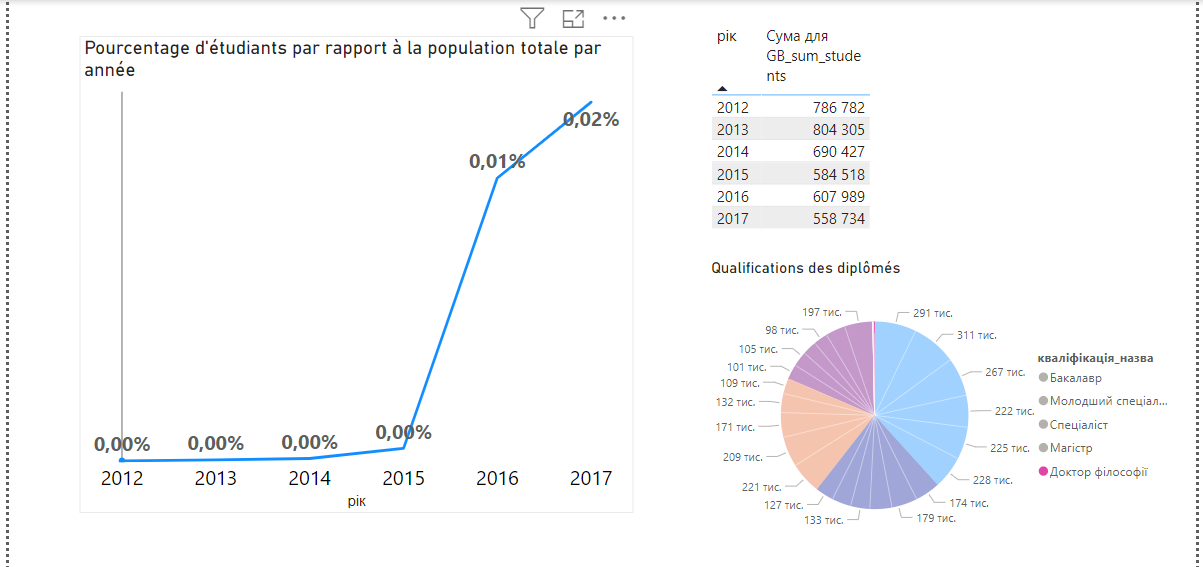 Pourcentage d'étudiants par rapport à la population totale par
année
0,00%
0,00%
0,00%
0,00%
0,01%
0,02%
2012
2013
2014
2015
2016
2017
рік
рік
Сума для
GB_sum_stude
nts
2012 786 782
2013 804 305
2014 690 427
2015 584 518
2016 607 989
2017 558 734
Qualifications des diplômés
291 тис.
311 тис.
267 тис.
222 тис.
225 тис.
228 тис.
174 тис.
179 тис.
133 тис.
127 тис.
221 тис.
209 тис.
171 тис.
132 тис.
109 тис.
101 тис.
105 тис.
98 тис.
197 тис.
кваліфікація_назва
Бакалавр
Молодший спеціал...
Спеціаліст
Магістр
Доктор філософії